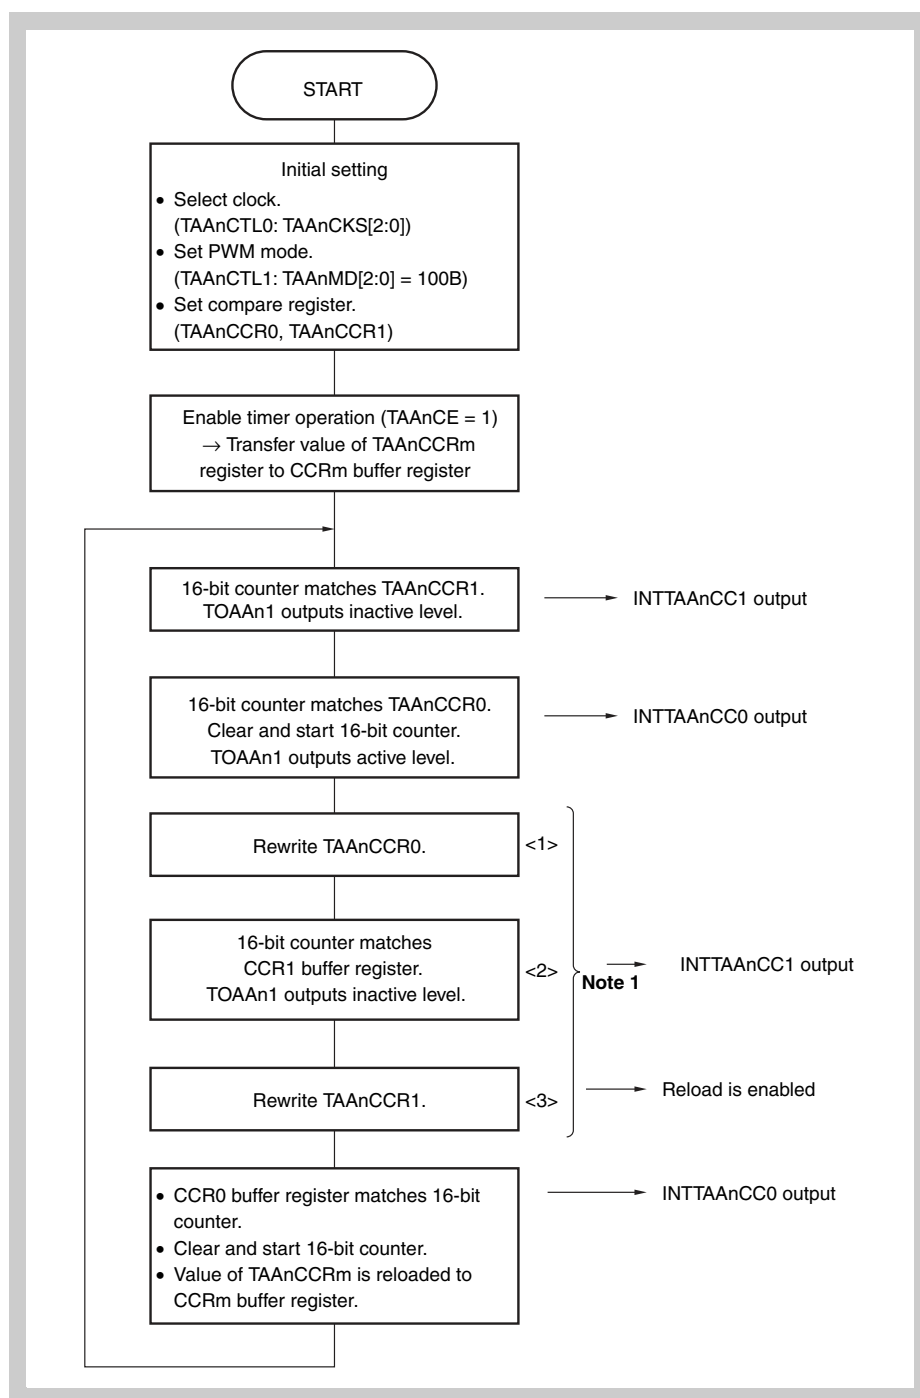 START
Initial setting
• Select clock.
(TAAnCTL0: TAAnCKS[2:0])
• Set PWM mode.
(TAAnCTL1: TAAnMD[2:0] = 100B)
• Set compare register.
(TAAnCCR0, TAAnCCR1)
Enable timer operation (TAAnCE = 1)
→ Transfer value of TAAnCCRm
register to CCRm buffer register
16-bit counter matches TAAnCCR1.
TOAAn1 outputs inactive level.
INTTAAnCC1 output
16-bit counter matches TAAnCCR0.
Clear and start 16-bit counter.
TOAAn1 outputs active level.
INTTAAnCC0 output
Rewrite TAAnCCR0.
<1>
16-bit counter matches
CCR1 buffer register.
TOAAn1 outputs inactive level.
<2>
Note 1
INTTAAnCC1 output
Rewrite TAAnCCR1.
<3>
Reload is enabled
• CCR0 buffer register matches 16-bit
counter.
• Clear and start 16-bit counter.
• Value of TAAnCCRm is reloaded to
CCRm buffer register.
INTTAAnCC0 output